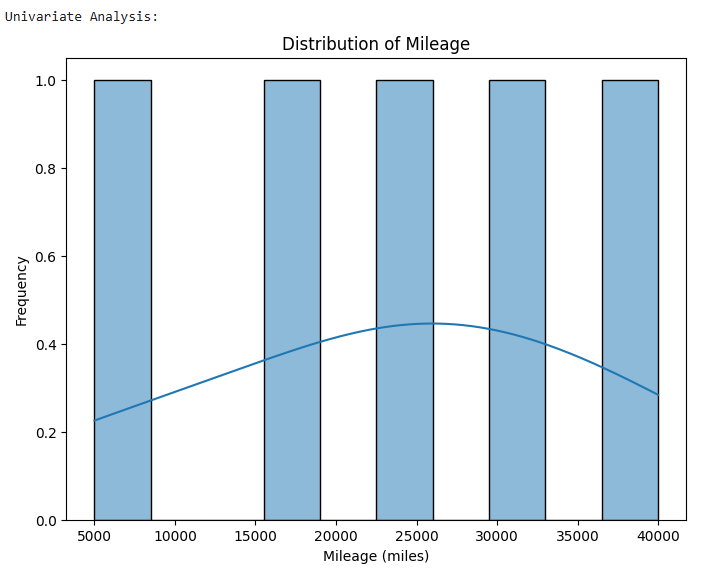 Univariate Analysis:
Distribution of Mileage
1.0
0.8
0.6
0.4
0.2
0.0
Frequency
5000 10000 15000 20000 25000 30000 35000 40000
Mileage (miles)